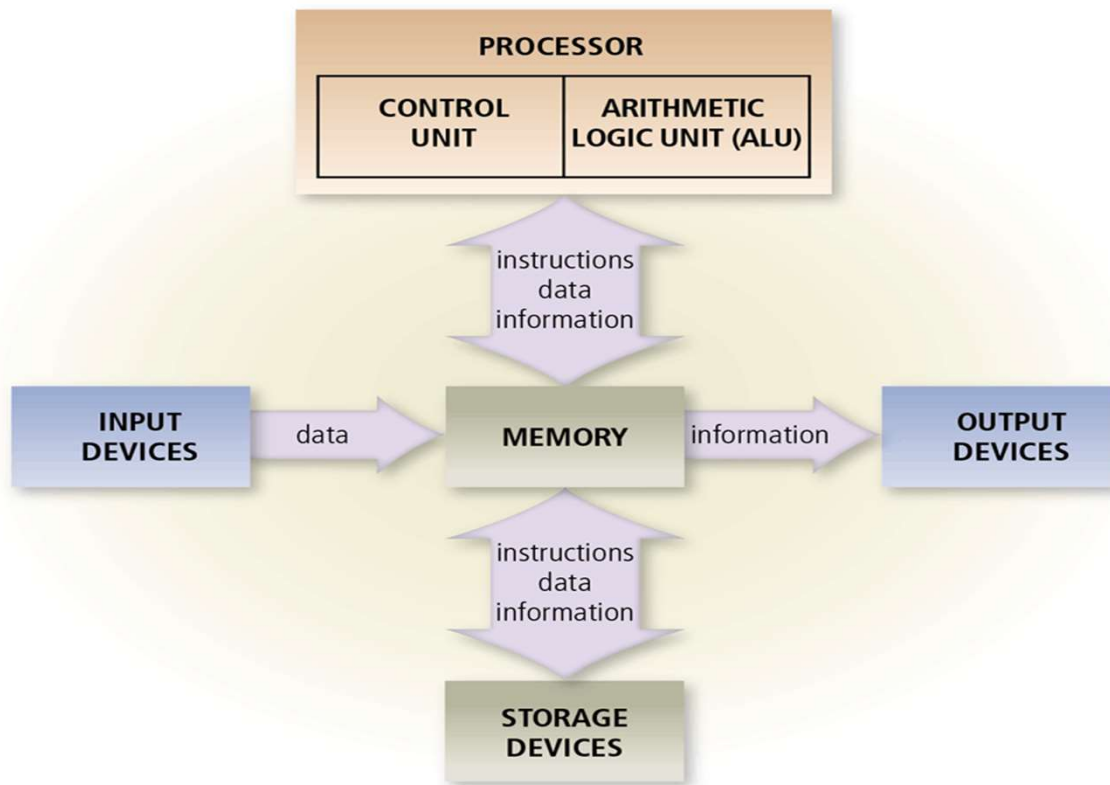 PROCESSOR
CONTROL
UNIT
ARITHMETIC
LOGIC UNIT (ALU)
instructions
data
information
INPUT
DEVICES
data
MEMORY
information
OUTPUT
DEVICES
instructions
data
information
STORAGE
DEVICES